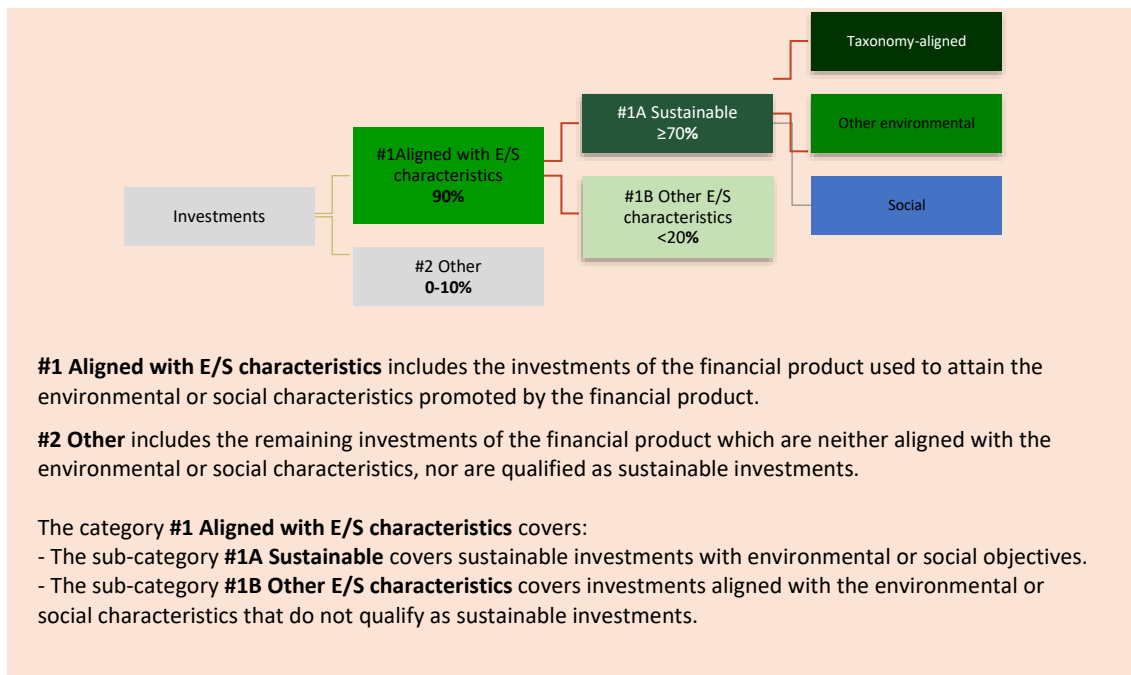 Taxonomy-aligned
#1A Sustainable
≥70%
Other environmental
#1Aligned with E/S
characteristics
90%
#1B Other E/S
characteristics
<20%
Social
Investments
#2 Other
0-10%
#1 Aligned with E/S characteristics includes the investments of the financial product used to attain the
environmental or social characteristics promoted by the financial product.
#2 Other includes the remaining investments of the financial product which are neither aligned with the
environmental or social characteristics, nor are qualified as sustainable investments.
The category #1 Aligned with E/S characteristics covers:
- The sub-category #1A Sustainable covers sustainable investments with environmental or social objectives.
- The sub-category #1B Other E/S characteristics covers investments aligned with the environmental or
social characteristics that do not qualify as sustainable investments.